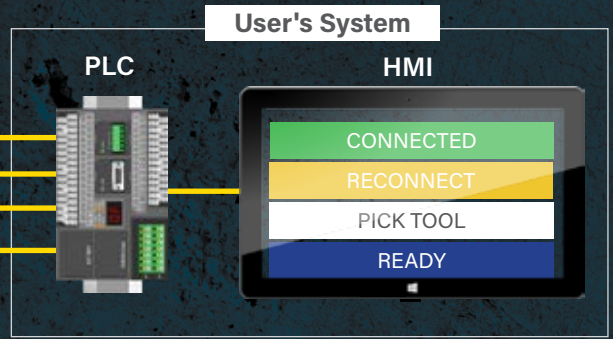 User's System
PLC
HMI
CONNECTED
RECONNECT
PICK TOOL
READY